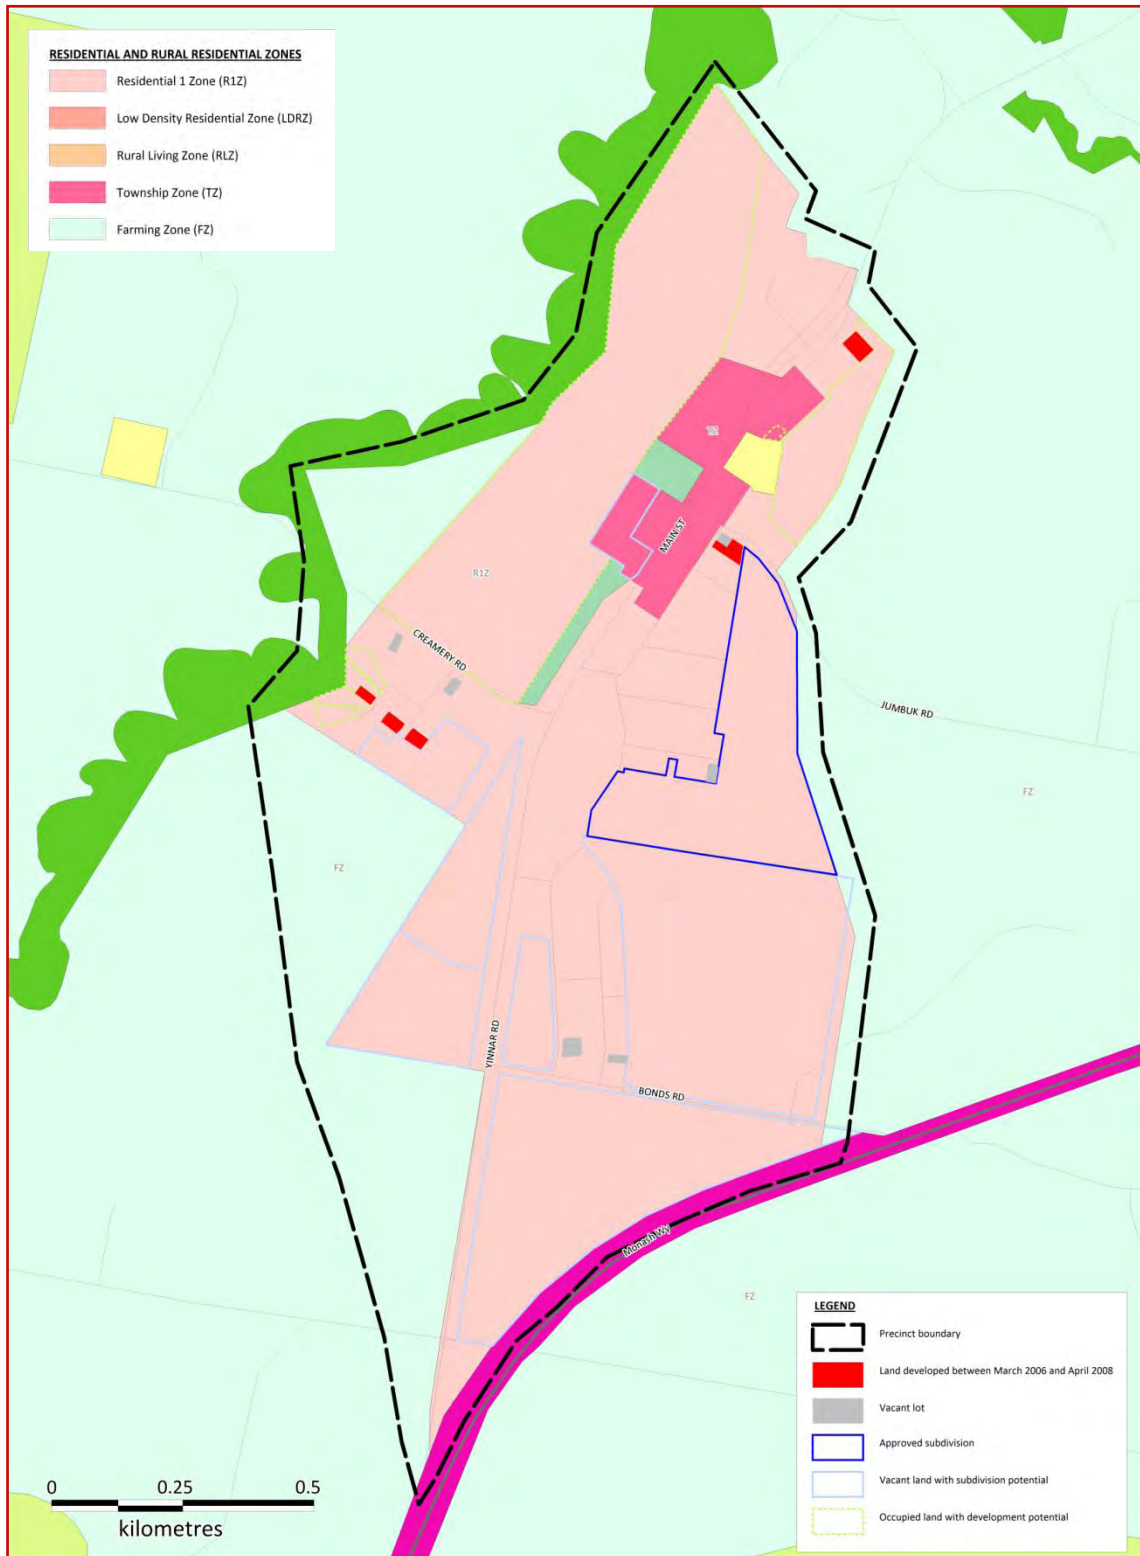 RESIDENTIAL AND RURAL RESIDENTIAL ZONES
Residential 1 Zone (R1Z)
Low Density Residential Zone (LDRZ)
Rural Living Zone (RLZ)
Township Zone (TZ)
Farming Zone (FZ)
TZ
MAIN ST
R1Z
CREAMERY RD
JUMBUK RD
FZ
FZ
YINNAR RD
BONDS RD
Monash Wy
FZ
LEGEND
Precinct boundary
Land developed between March 2006 and April 2008
Vacant lot
Approved subdivision
Vacant land with subdivision potential
Occupied land with development potential
0 0.25 0.5
kilometres